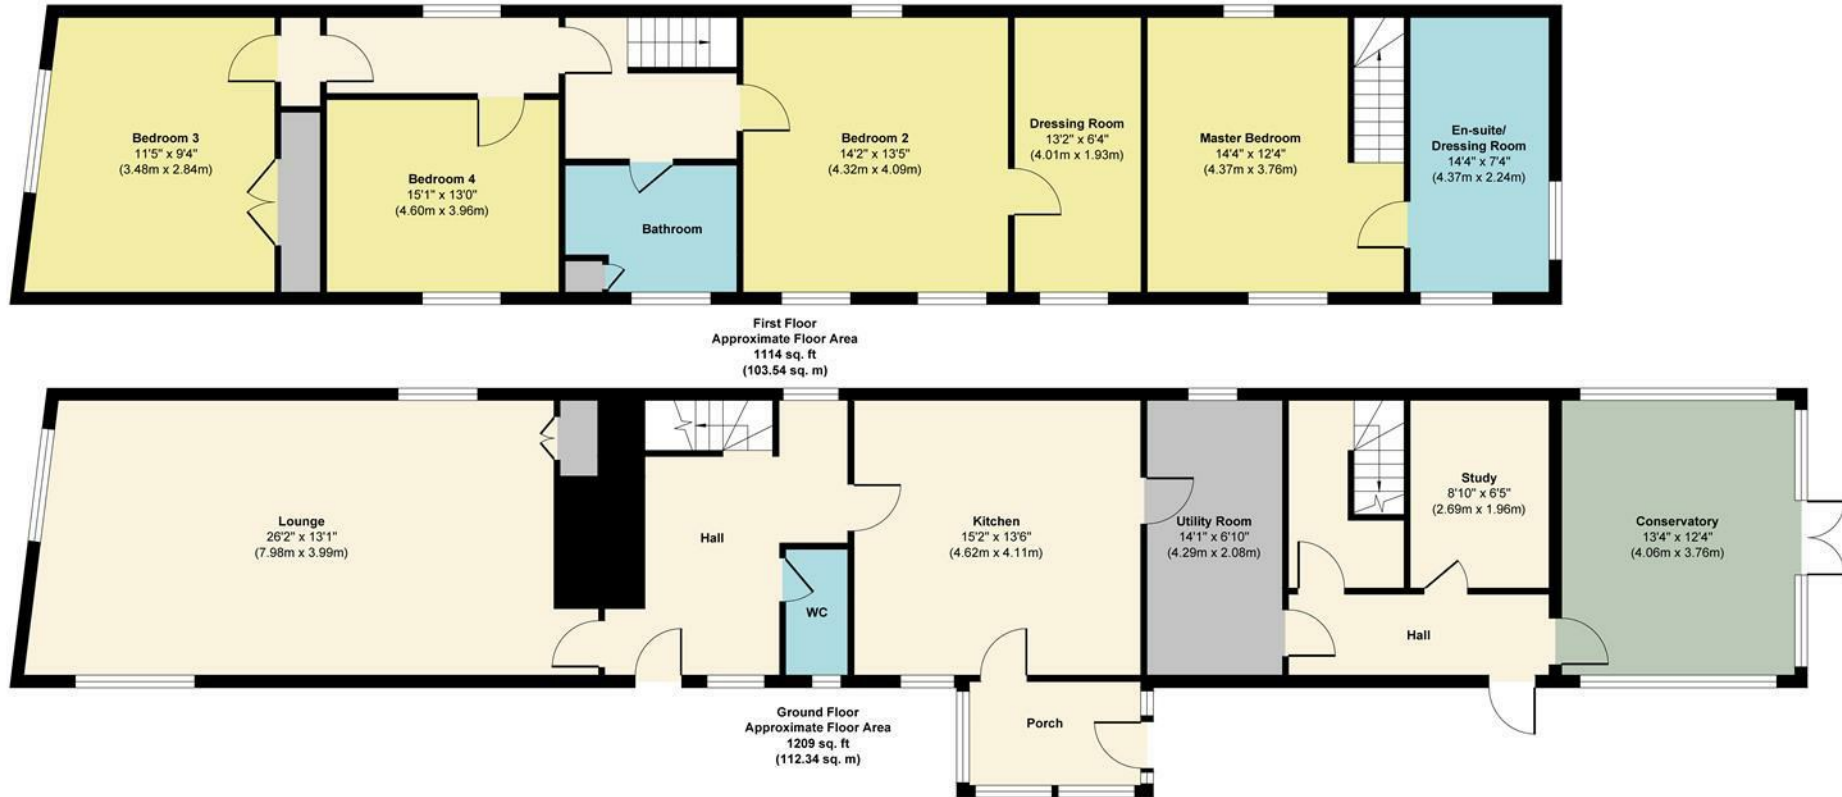 Bedroom 3
11'5" x 9'4"
(3.48m x 2.84m)
Bedroom 4
15'1" x 13'0"
(4.60m x 3.96m)
Bathroom
Bedroom 2
14'2" x 13'5"
(4.32m x 4.09m)
Dressing Room
13'2" x 6'4"
(4.01m x 1.93m)
Master Bedroom
14'4" x 12'4"
(4.37m x 3.76m)
En-suite/
Dressing Room
14'4" x 7'4"
(4.37m x 2.24m)
First Floor
Approximate Floor Area
1114 sq. ft
(103.54 sq. m)
Lounge
26'2" x 13'1"
(7.98m x 3.99m)
Hall
WC
Kitchen
15'2" x 13'6"
(4.62m x 4.11m)
Utility Room
14'1" x 6'10"
(4.29m x 2.08m)
Study
8'10" x 6'5"
(2.69m x 1.96m)
Hall
Conservatory
13'4" x 12'4"
(4.06m x 3.76m)
Porch
Ground Floor
Approximate Floor Area
1209 sq. ft
(112.34 sq. m)